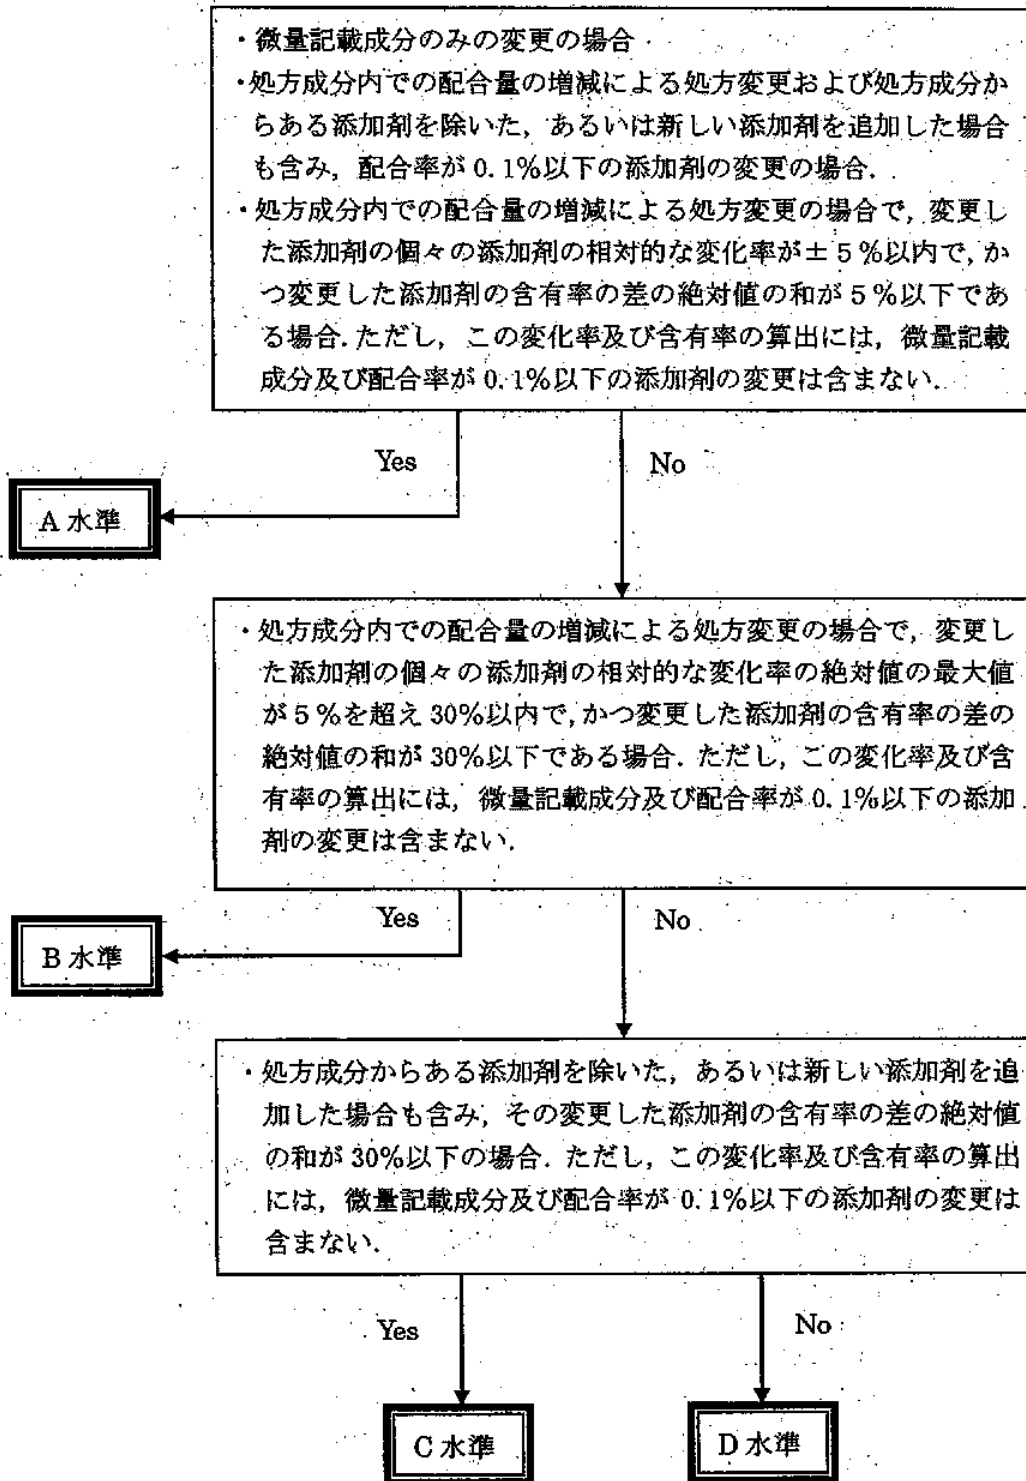 ・微量記載成分のみの変更の場合
・処方成分内での配合量の増減による処方変更および処方成分か
らある添加剤を除いた，あるいは新しい添加剤を追加した場合
も含み，配合率が 0.1％以下の添加剤の変更の場合．
・処方成分内での配合量の増減による処方変更の場合で，変更し
た添加剤の個々の添加剤の相対的な変化率が±５％以内で，か
つ変更した添加剤の含有率の差の絶対値の和が５％以下であ
る場合．ただし，この変化率及び含有率の算出には，微量記載
成分及び配合率が 0.1％以下の添加剤の変更は含まない．
Yes
No
A 水準
・処方成分内での配合量の増減による処方変更の場合で，変更し
た添加剤の個々の添加剤の相対的な変化率の絶対値の最大値
が５％を超え 30％以内で，かつ変更した添加剤の含有率の差の
絶対値の和が 30％以下である場合．ただし，この変化率及び含
有率の算出には，微量記載成分及び配合率が 0.1％以下の添加
剤の変更は含まない．
Yes
No
B 水準
・処方成分からある添加剤を除いた，あるいは新しい添加剤を追
加した場合も含み，その変更した添加剤の含有率の差の絶対値
の和が 30％以下の場合．ただし，この変化率及び含有率の算出
には，微量記載成分及び配合率が 0.1％以下の添加剤の変更は
含まない．
Yes
No
C 水準
D 水準